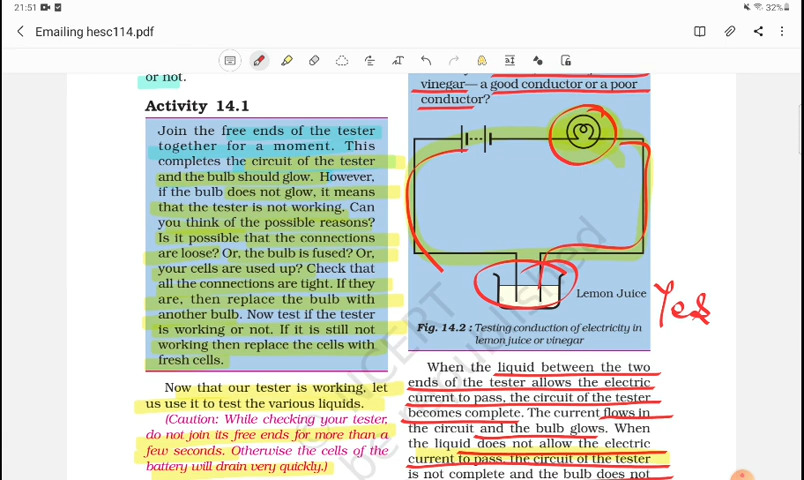 21:51
32%
Emailing hesc114.pdf
or not.
Activity 14.1
Join the free ends of the tester
together for a moment. This
completes the circuit of the tester
and the bulb should glow. However,
if the bulb does not glow, it means
that the tester is not working. Can
you think of the possible reasons?
Is it possible that the connections
are loose? Or, the bulb is fused? Or,
your cells are used up? Check that
all the connections are tight. If they
are, then replace the bulb with
another bulb. Now test if the tester
is working or not. If it is still not
working then replace the cells with
fresh cells.
Now that our tester is working, let
us use it to test the various liquids.
(Caution: While checking your tester,
do not join its free ends for more than a
few seconds. Otherwise the cells of the
battery will drain very quickly.)
vinegar— a good conductor or a poor
conductor?
Lemon Juice
Yes
Fig. 14.2 : Testing conduction of electricity in
lemon juice or vinegar
When the liquid between the two
ends of the tester allows the electric
current to pass, the circuit of the tester
becomes complete. The current flows in
the circuit and the bulb glows. When
the liquid does not allow the electric
current to pass, the circuit of the tester
is not complete and the bulb does not